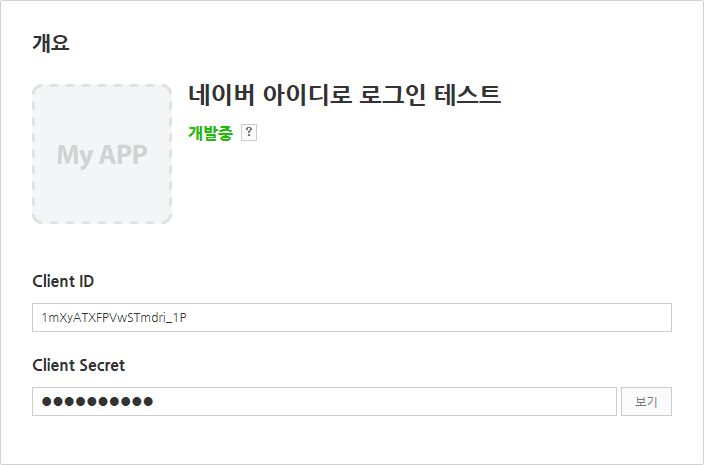 개요
My APP
네이버 아이디로 로그인 테스트
개발중 ?
Client ID
1mXyATXFPVwSTmdri_1P
Client Secret
●●●●●●●●●● 보기